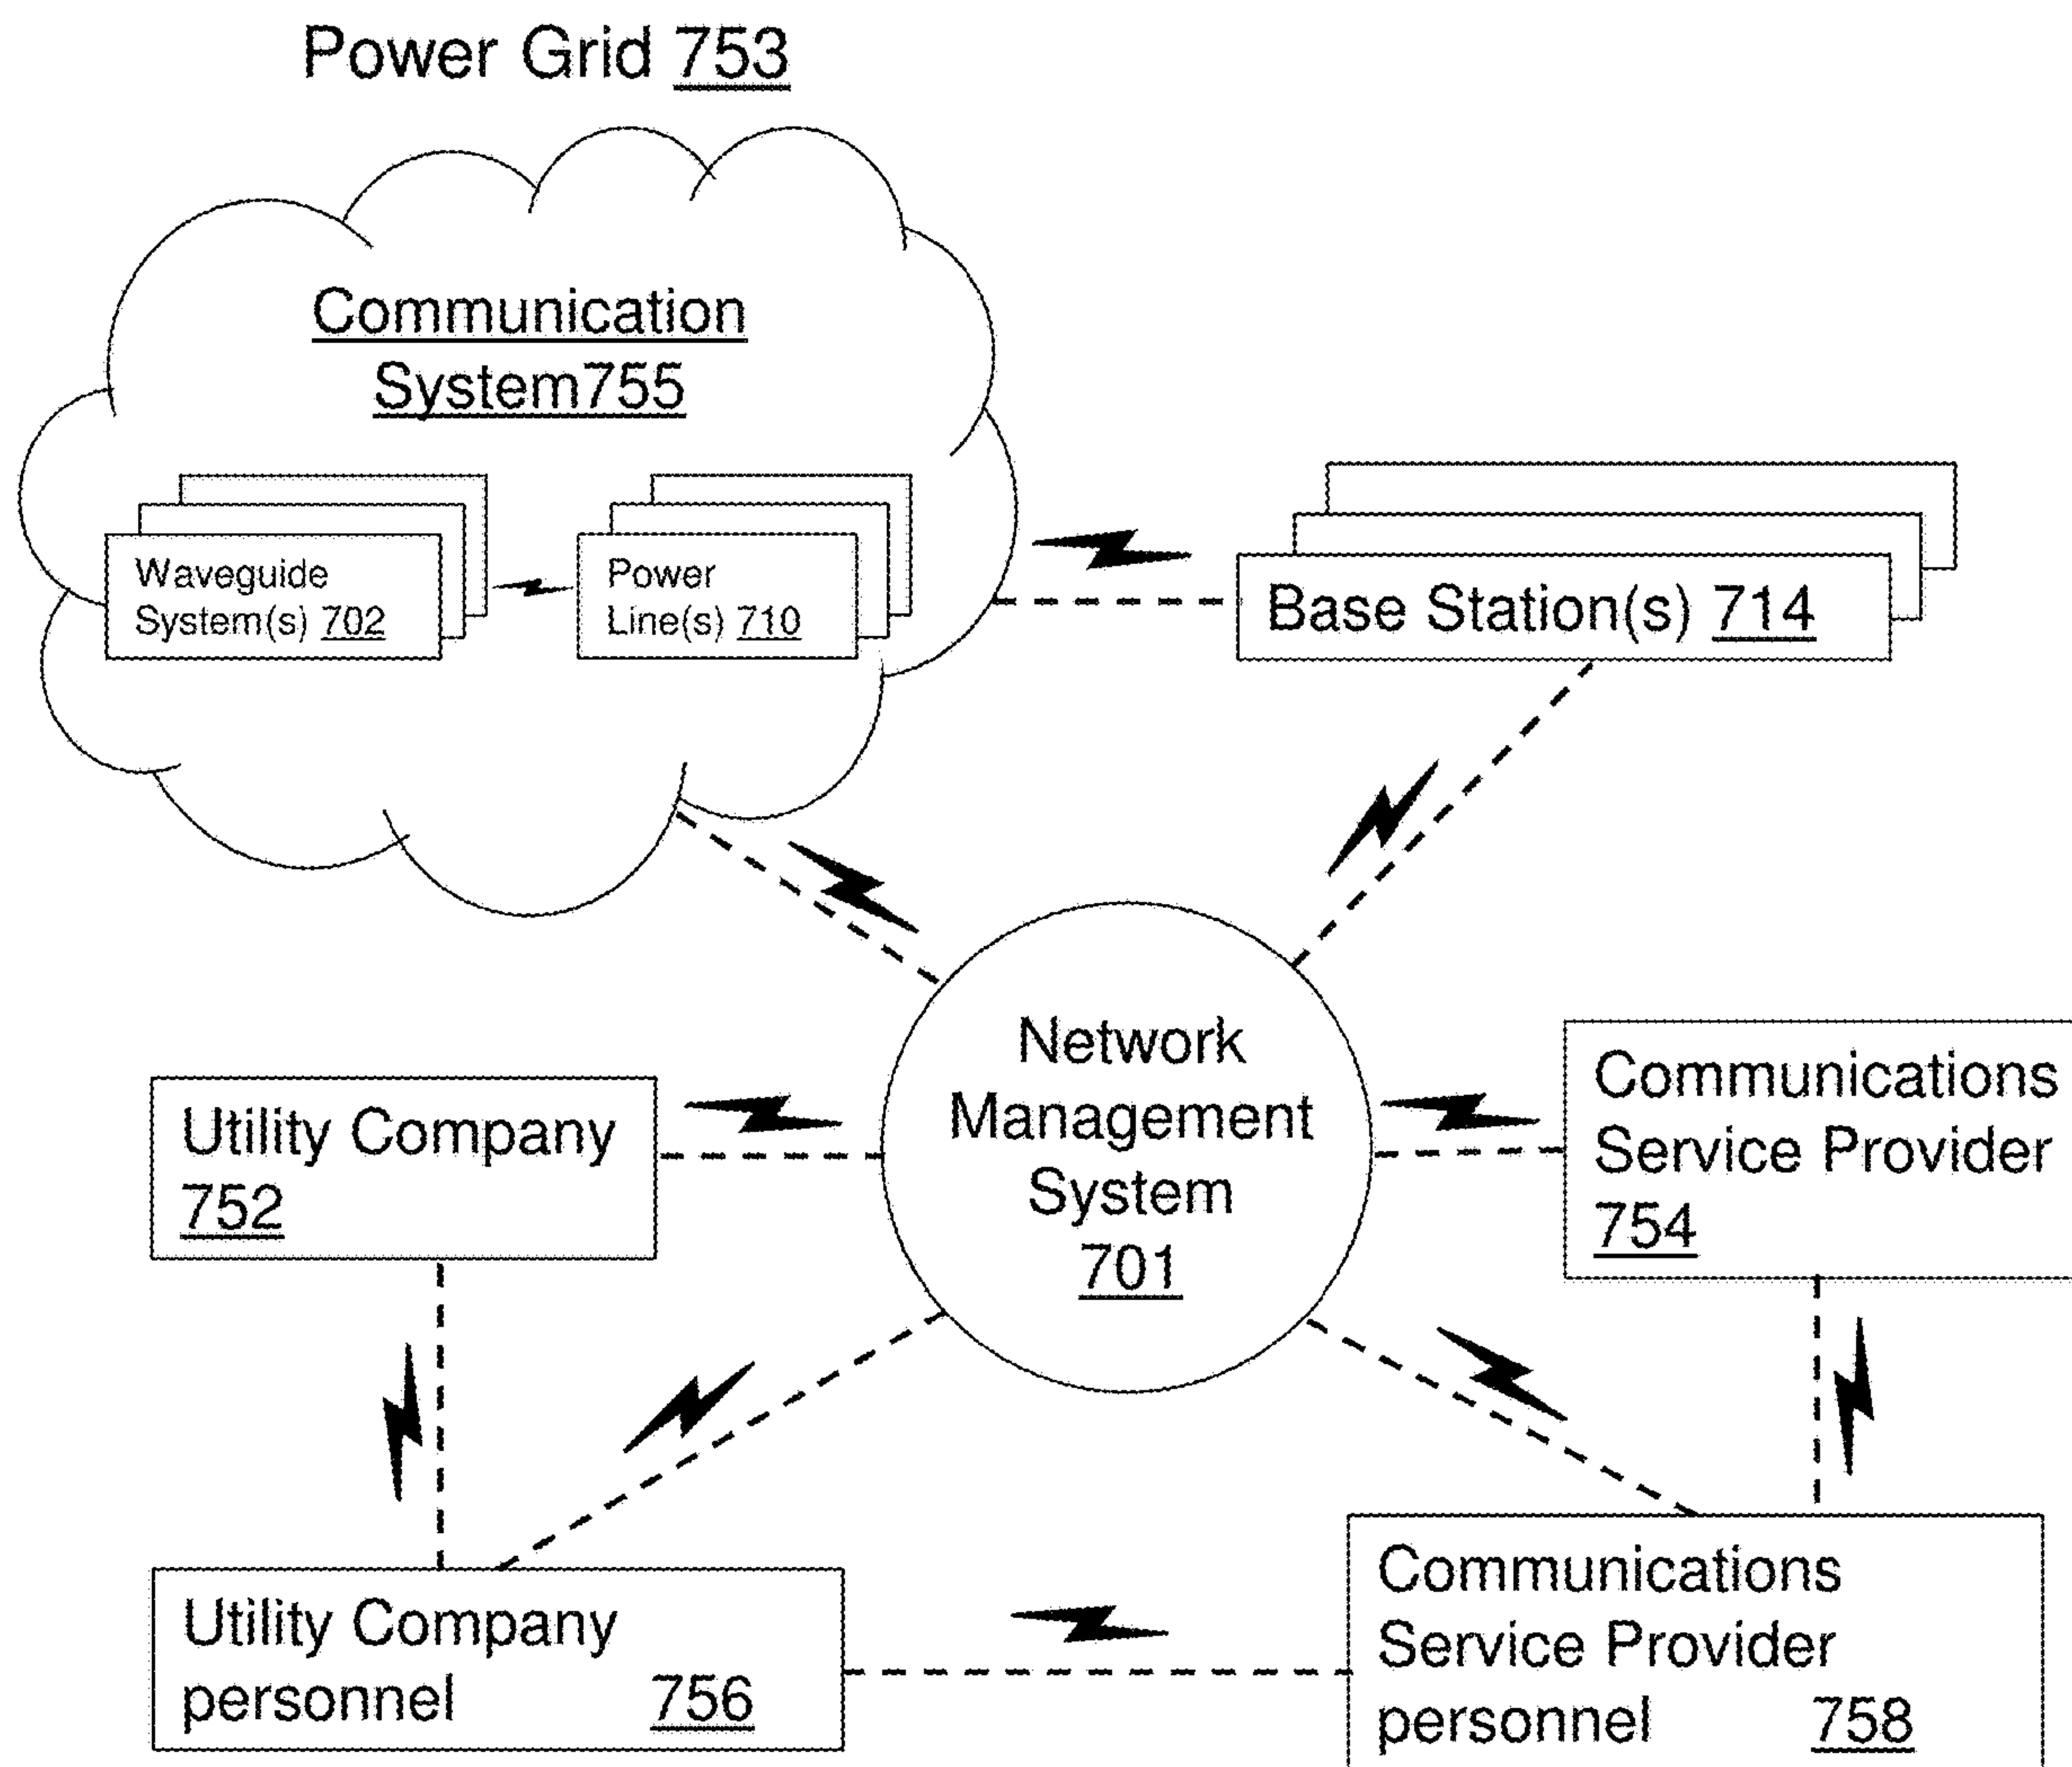 Power Grid 753
Communication
System755
Waveguide
System(s) 702
Power
Line(s) 710
Base Station(s) 714
Network
Management
System
701
Utility Company
752
Communications
Service Provider
754
Utility Company
personnel 756
Communications
Service Provider
personnel 758